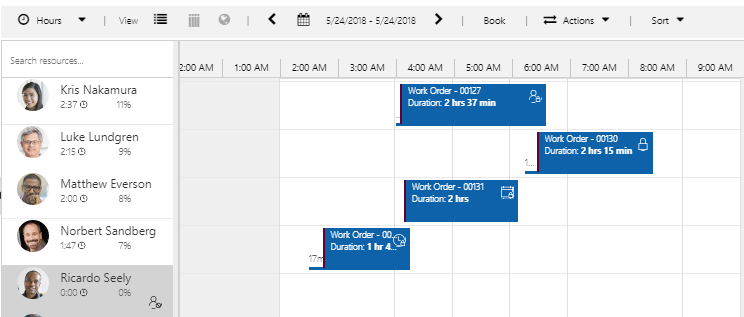 Hours View 5/24/2018 - 5/24/2018 Book Actions Sort
Search resources...
2:00 AM 1:00 AM 2:00 AM 3:00 AM 4:00 AM 5:00 AM 6:00 AM 7:00 AM 8:00 AM 9:00 AM
Kris Nakamura
2:37 11%
Work Order - 00127
Duration: 2 hrs 37 min
Luke Lundgren
2:15 9%
1...
Work Order - 00130
Duration: 2 hrs 15 min
Matthew Everson
2:00 8%
Work Order - 00131
Duration: 2 hrs
Norbert Sandberg
1:47 7%
17m
Work Order - 00...
Duration: 1 hr 4...
Ricardo Seely
0:00 0%